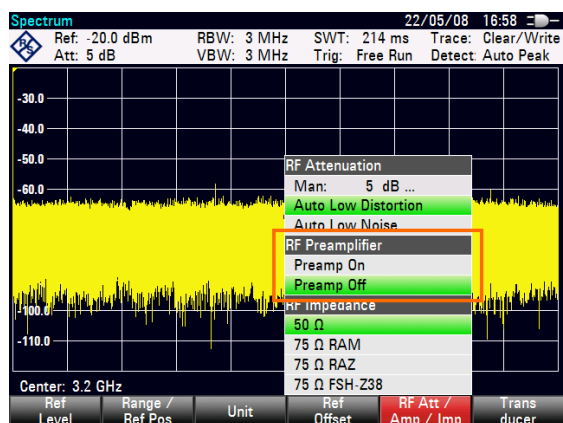 Spectrum 22/05/08 16:58
Ref: -20.0 dBm RBW: 3 MHz SWT: 214 ms Trace: Clear/Write
Att: 5 dB VBW: 3 MHz Trig: Free Run Detect: Auto Peak
-30.0
-40.0
-50.0
-60.0
RF Attenuation
Man: 5 dB ...
Auto Low Distortion
Auto Low Noise
RF Preamplifier
Preamp On
Preamp Off
RF Impedance
50 Ω
75 Ω RAM
75 Ω RAZ
75 Ω FSH-Z38
-100.0
-110.0
Center: 3.2 GHz
Ref Level
Range / Ref Pos
Unit
Ref Offset
RF Att / Amp / Imp
Trans ducer